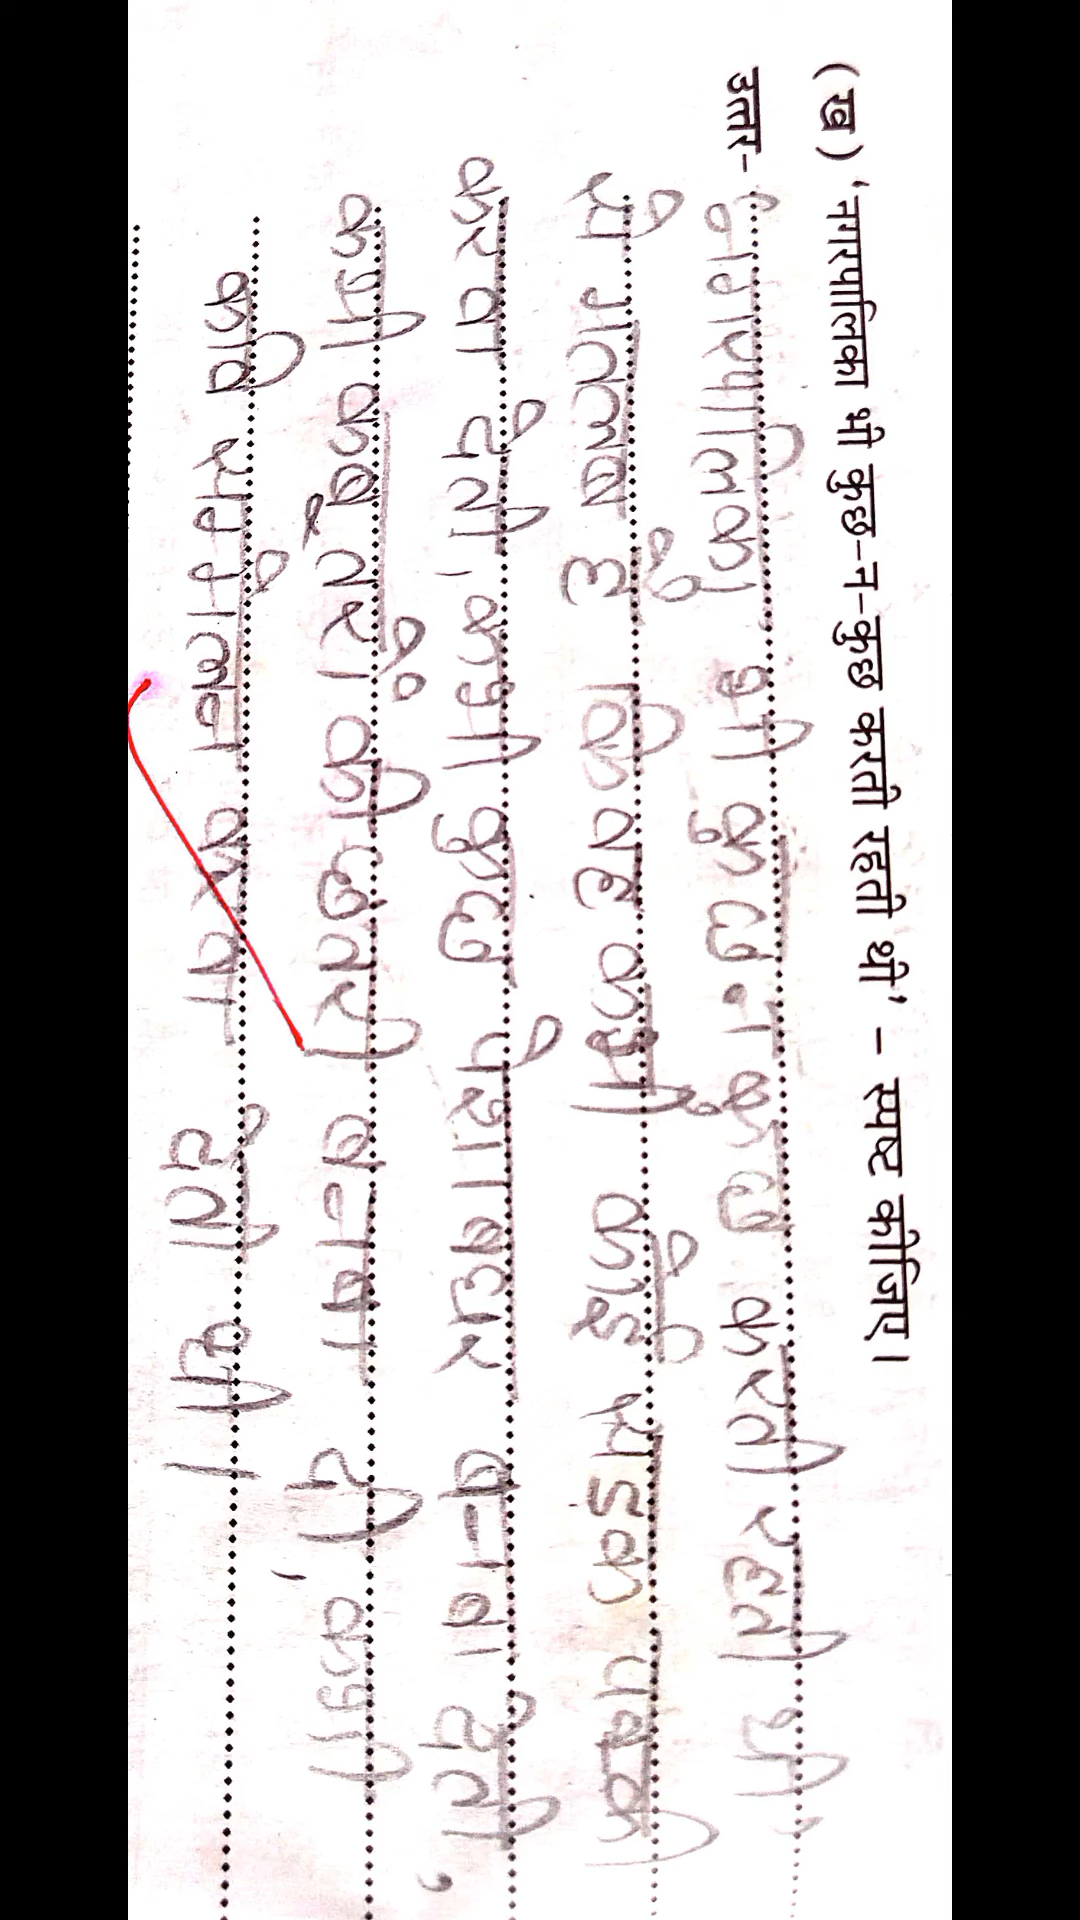 (ख) 'नगरपालिका भी कुछ-न-कुछ करती रहती थी' – स्पष्ट कीजिए।
उत्तर- नगरपालिका भी कुछ न कुछ करती रहती थी,
से मतलब है कि वह कभी कोई सड़क पक्की
करवा देती, कभी कुछ पेशाबघर बनवा देती,
कभी कबूतरों की छतरी बनवा दी, कभी
कवि सम्मेलन करवा देती थी।